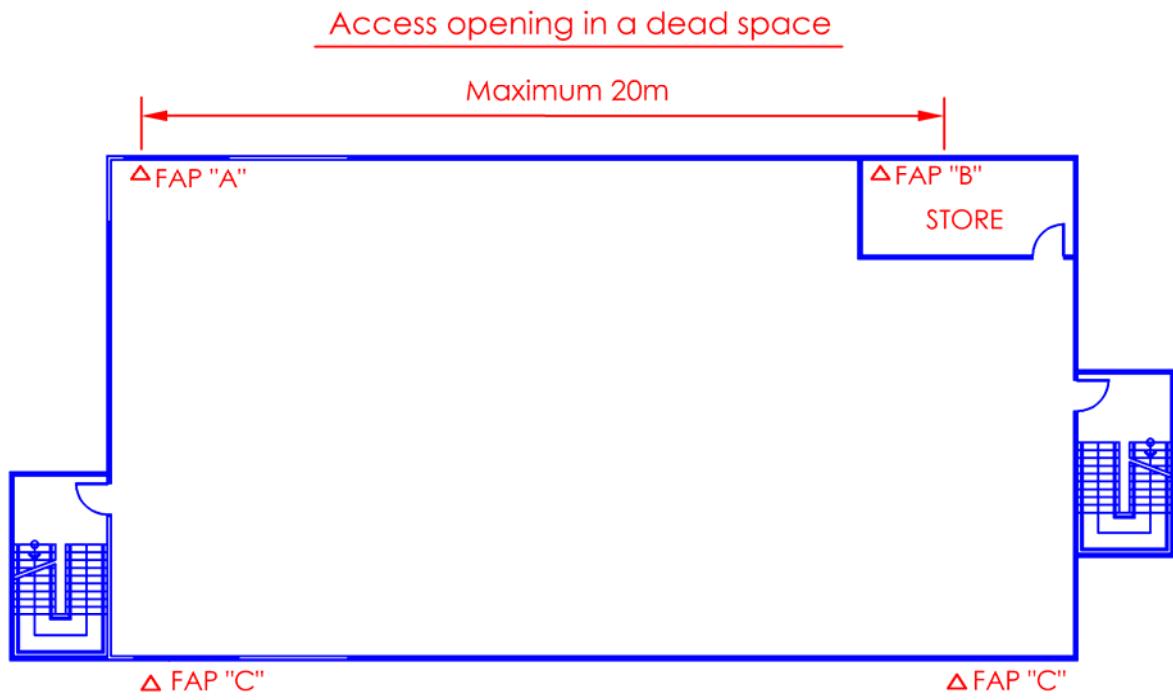 Access opening in a dead space
Maximum 20m
FAP "A"
FAP "B"
STORE
FAP "C"
FAP "C"